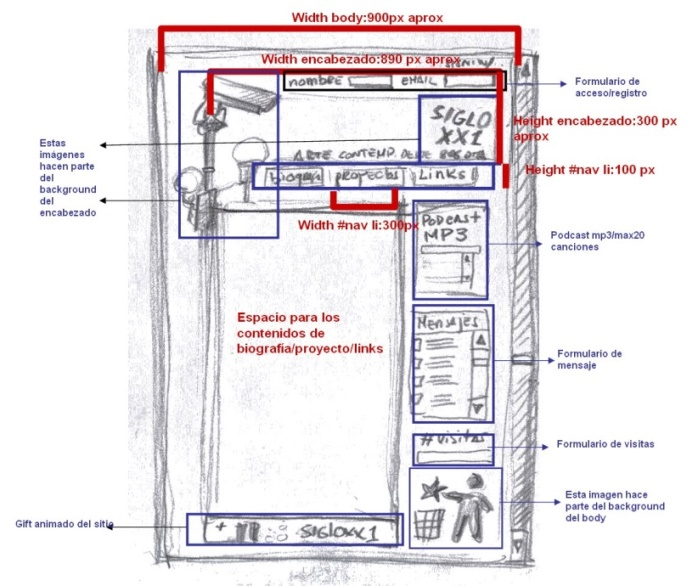 Width body:900px aprox
Width encabezado:890 px aprox
nombre EMAIL
Formulario de
acceso/registro
SIGLO
XX1
Height encabezado:300 px
aprox
Estas
imágenes
hacen parte
del
background
del
encabezado
ARTE CONTEMP. DESDE
Height #nav li:100 px
biografia proyectos Links
Width #nav li:300px
PODCAST
MP3
Podcast mp3/max20
canciones
Espacio para los
contenidos de
biografía/proyecto/links
Mensajes
Formulario de
mensaje
#visitas
Formulario de visitas
Esta imagen hace
parte del background
del body
Gift animado del sitio
+ SIGLOXX1